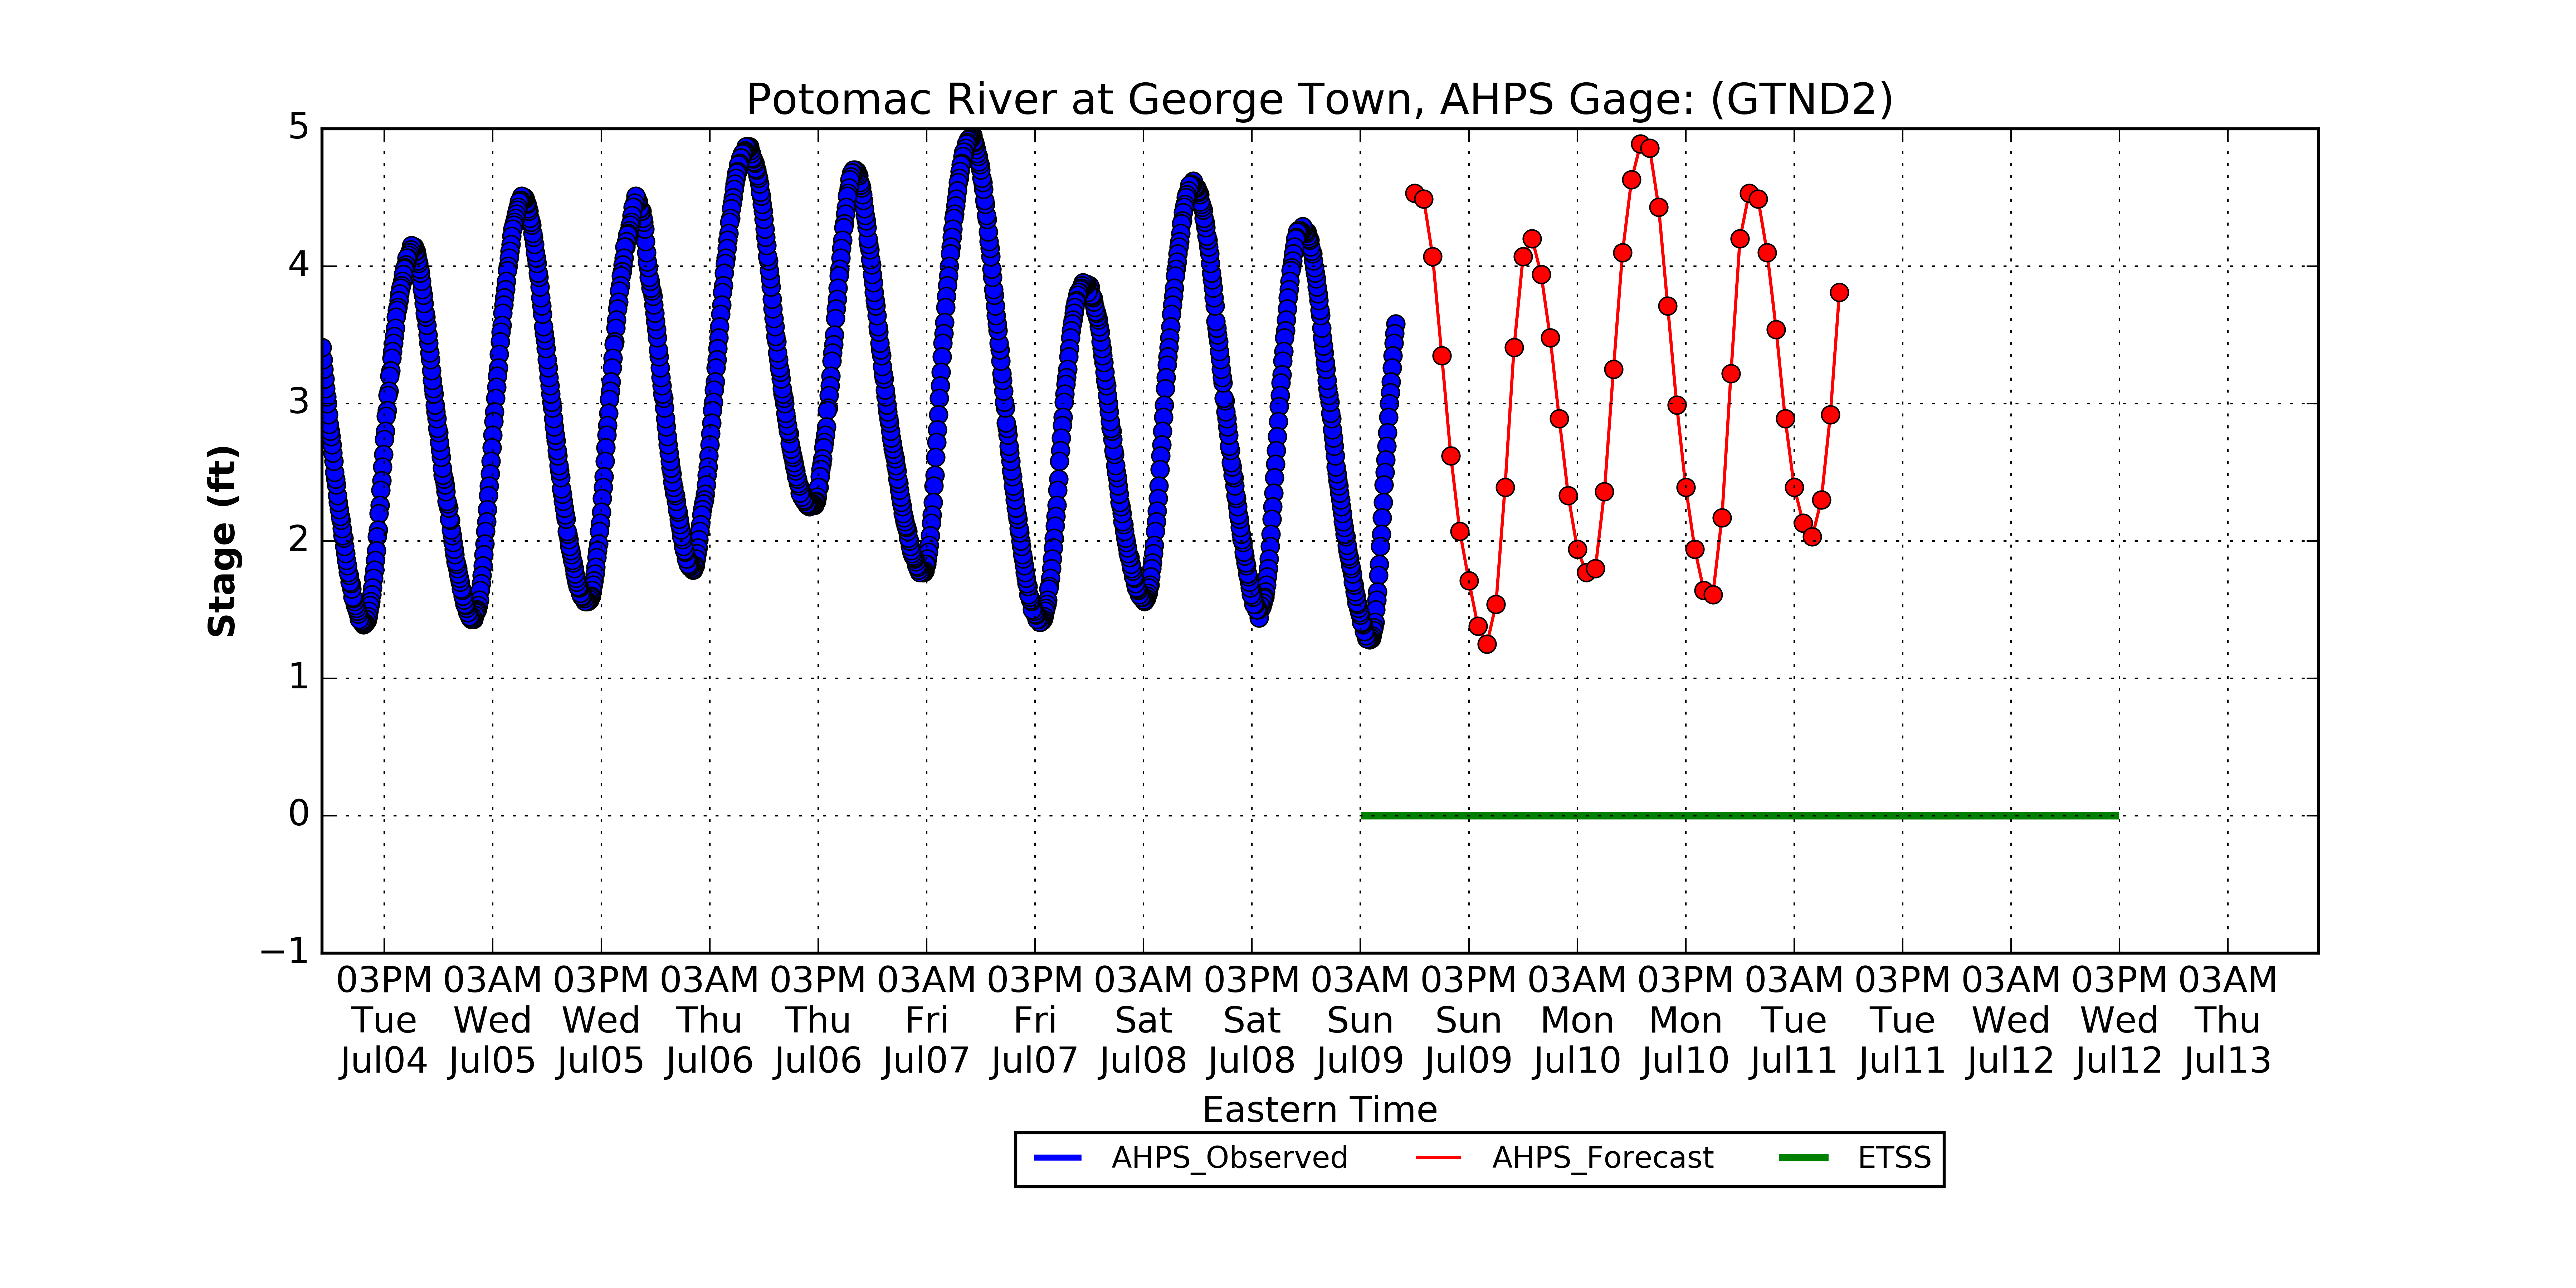 Potomac River at George Town, AHPS Gage: (GTND2)
5
4
3
2
1
0
−1
Stage (ft)
03PM 03AM 03PM 03AM 03PM 03AM 03PM 03AM 03PM 03AM 03PM 03AM 03PM 03AM 03PM 03AM 03PM 03AM
Tue Wed Wed Thu Thu Fri Fri Sat Sat Sun Sun Mon Mon Tue Tue Wed Wed Thu
Jul04 Jul05 Jul05 Jul06 Jul06 Jul07 Jul07 Jul08 Jul08 Jul09 Jul09 Jul10 Jul10 Jul11 Jul11 Jul12 Jul12 Jul13
Eastern Time
AHPS_Observed AHPS_Forecast ETSS